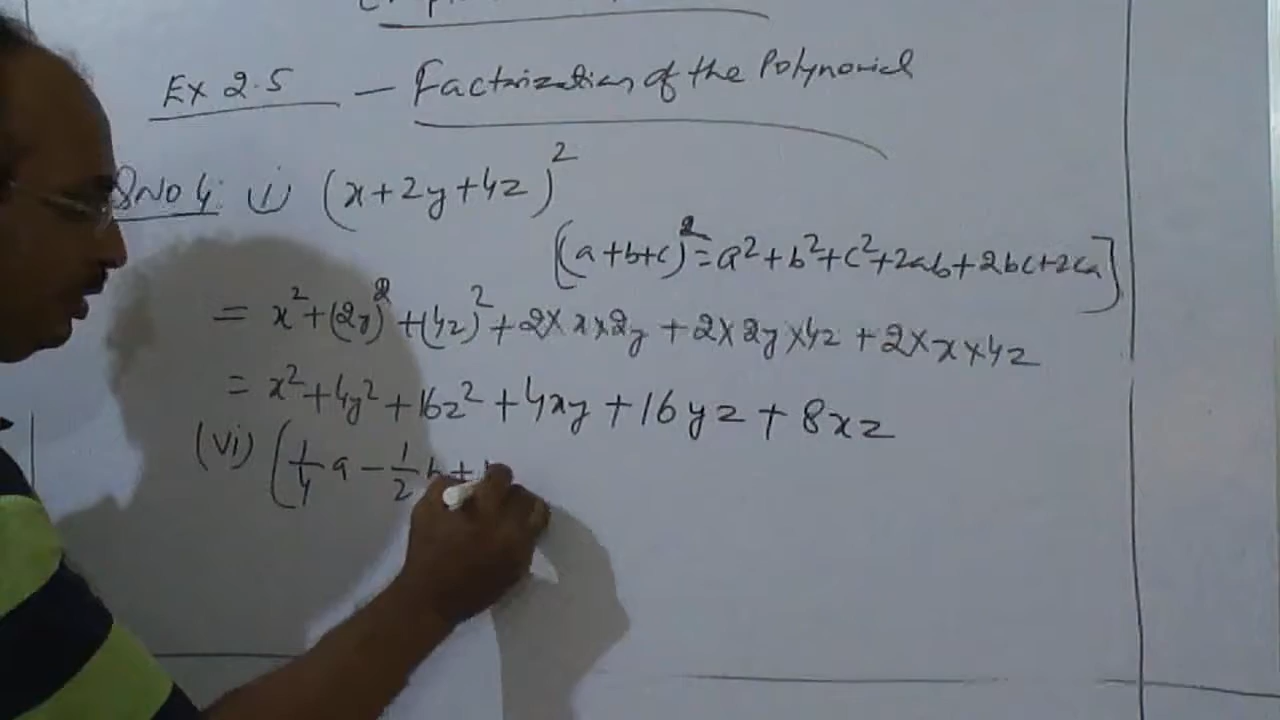 Ex 2.5 — Factorization of the Polynomial
SNO 4: (i) (x+2y+4z)²
[(a+b+c)²=a²+b²+c²+2ab+2bc+2ca]
= x²+(2y)²+(4z)²+2×x×2y+2×2y×4z+2×x×4z
= x²+4y²+16z²+4xy+16yz+8xz
(vi) (1/4 a - 1/2 b +